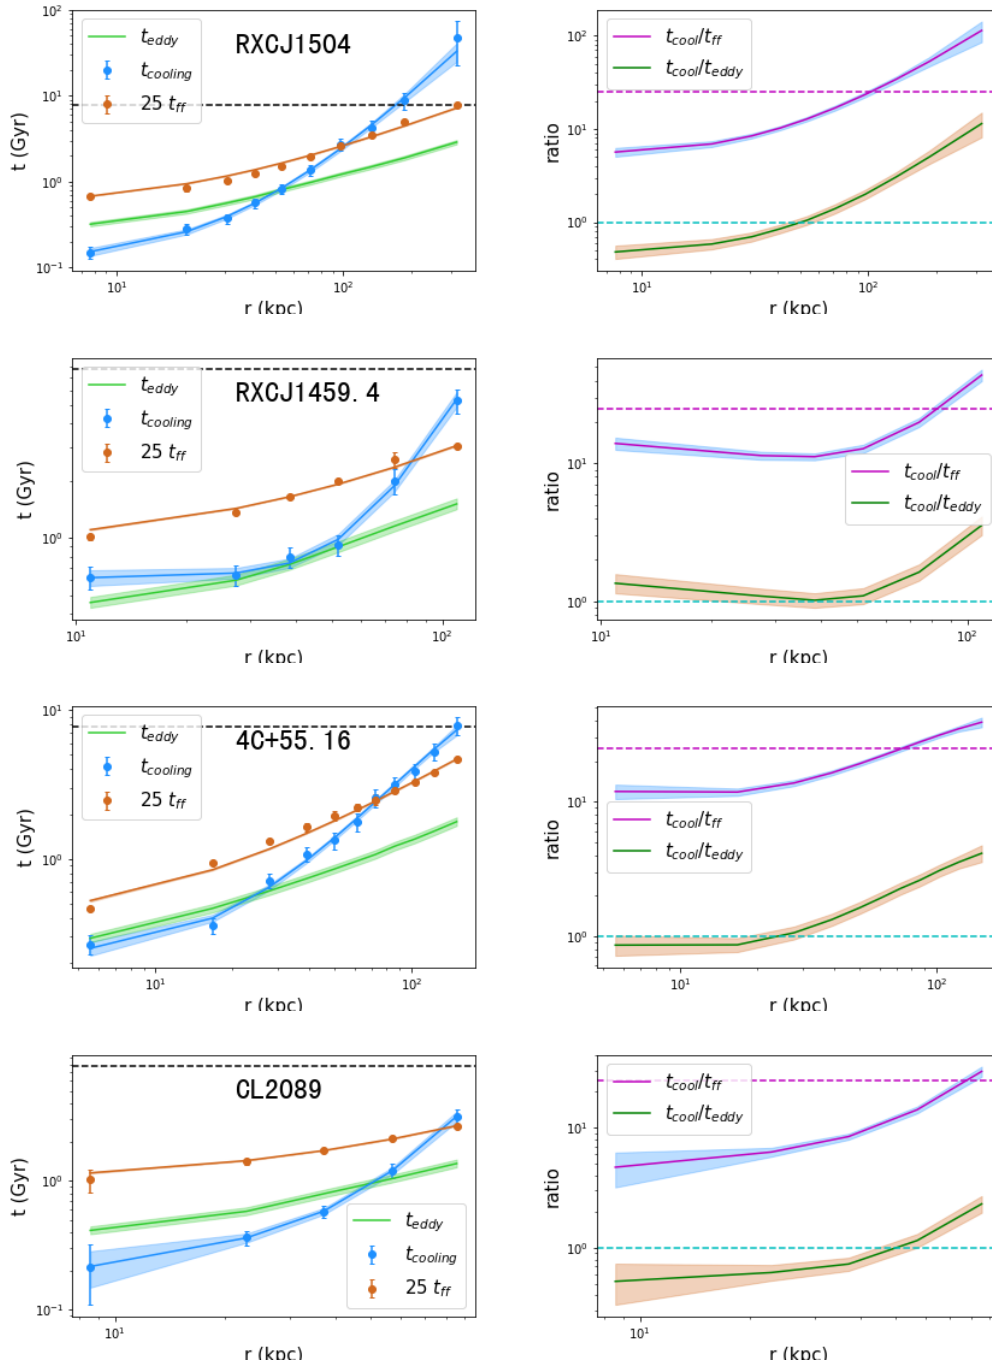 10²
10¹
10⁰
10⁻¹
t (Gyr)
t_eddy
t_cooling
25 t_ff
RXCJ1504
10¹
10²
r (kpc)
10²
10¹
10⁰
ratio
t_cool/t_ff
t_cool/t_eddy
10¹
10²
r (kpc)
10⁰
t (Gyr)
t_eddy
t_cooling
25 t_ff
RXCJ1459.4
10¹
10²
r (kpc)
10¹
10⁰
ratio
t_cool/t_ff
t_cool/t_eddy
10¹
10²
r (kpc)
10¹
10⁰
t (Gyr)
t_eddy
t_cooling
25 t_ff
4C+55.16
10¹
10²
r (kpc)
10¹
10⁰
ratio
t_cool/t_ff
t_cool/t_eddy
10¹
10²
r (kpc)
10⁰
10⁻¹
t (Gyr)
CL2089
t_eddy
t_cooling
25 t_ff
10¹
r (kpc)
10¹
10⁰
ratio
t_cool/t_ff
t_cool/t_eddy
10¹
r (kpc)